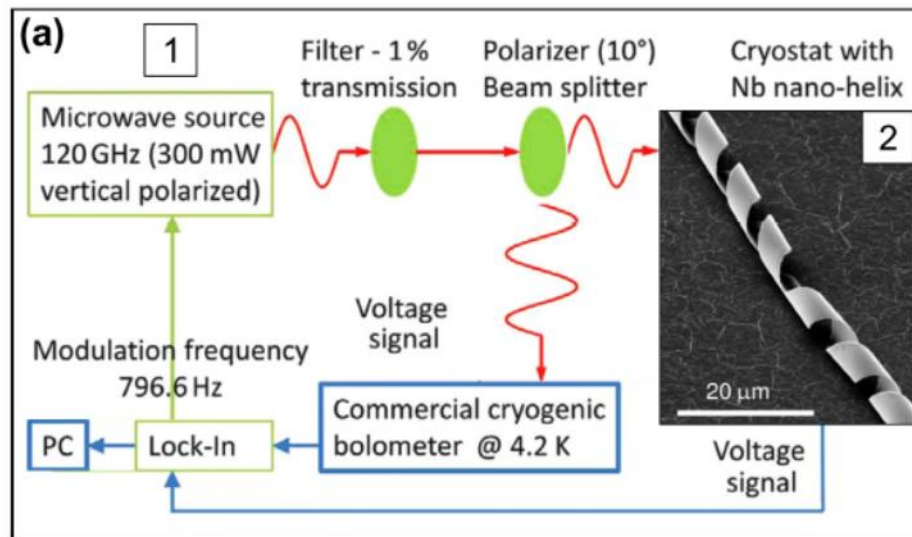 (a)
1
Filter - 1%
transmission
Polarizer (10°)
Beam splitter
Cryostat with
Nb nano-helix
Microwave source
120 GHz (300 mW
vertical polarized)
2
Voltage
signal
Modulation frequency
796.6 Hz
20 µm
PC
Lock-In
Commercial cryogenic
bolometer @ 4.2 K
Voltage
signal